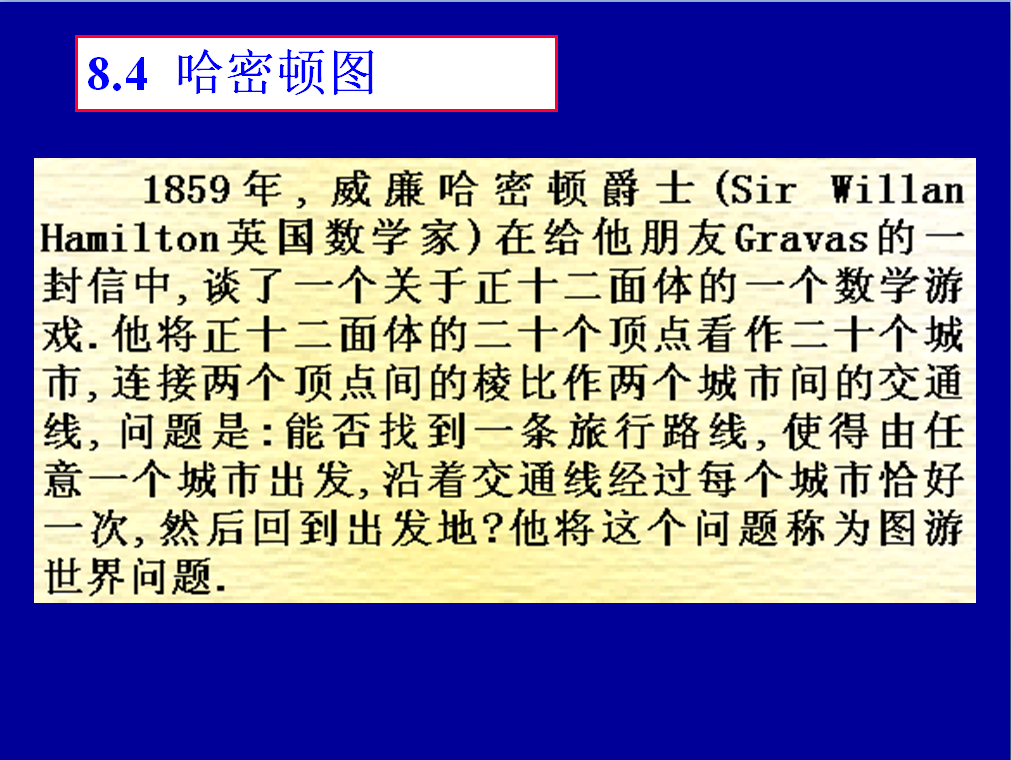 8.4 哈密顿图
1859年,威廉哈密顿爵士(Sir Willan
Hamilton英国数学家)在给他朋友Gravas的一
封信中,谈了一个关于正十二面体的一个数学游
戏.他将正十二面体的二十个顶点看作二十个城
市,连接两个顶点间的棱比作两个城市间的交通
线,问题是:能否找到一条旅行路线,使得由任
意一个城市出发,沿着交通线经过每个城市恰好
一次,然后回到出发地?他将这个问题称为图游
世界问题.